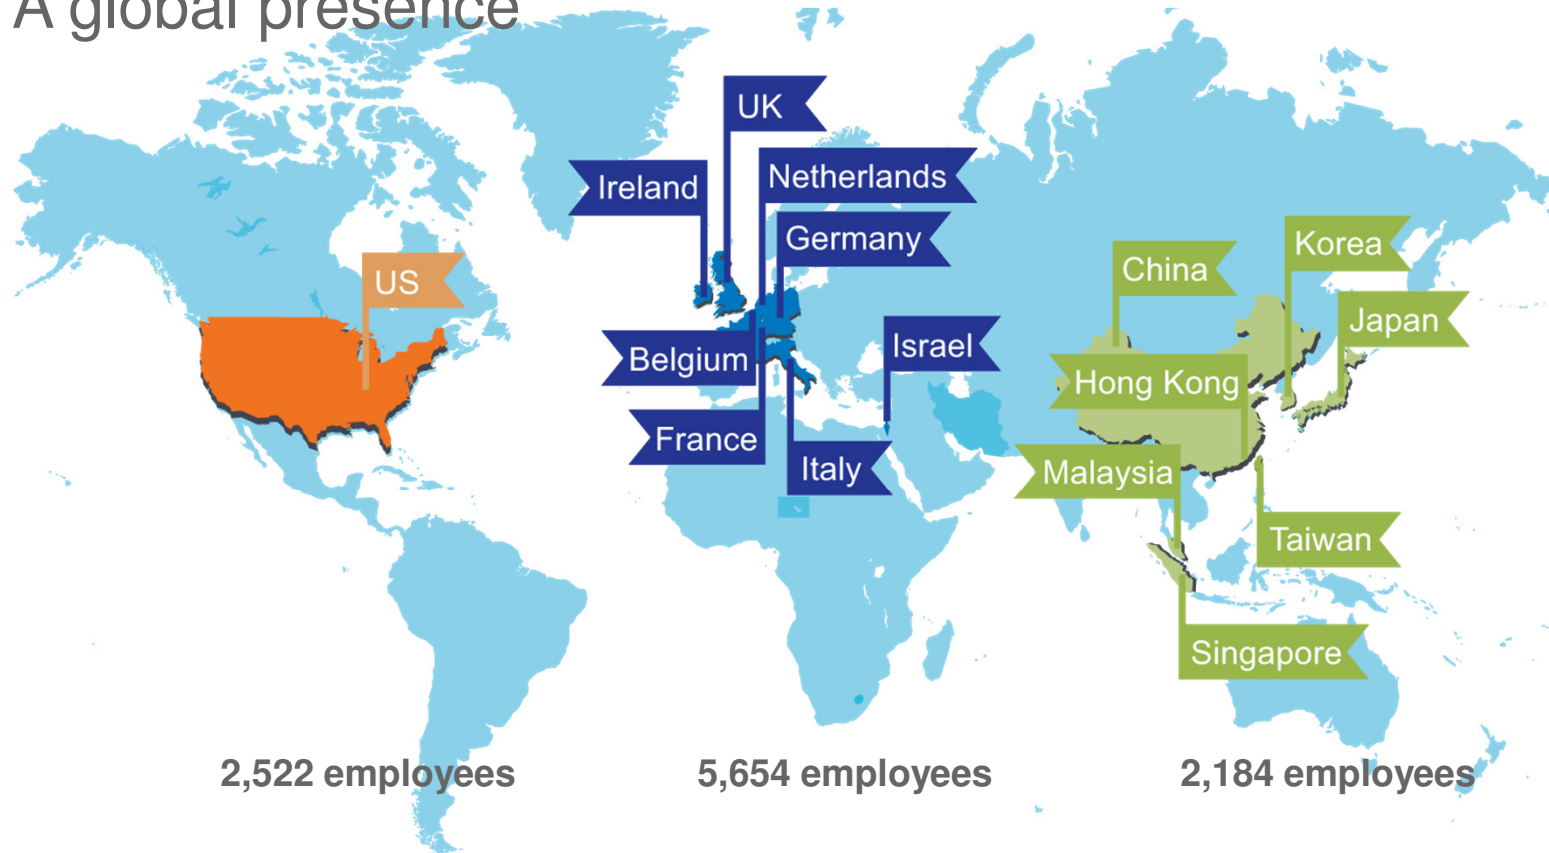 A global presence
UK
Ireland
Netherlands
Germany
US
China
Korea
Japan
Belgium
Israel
Hong Kong
France
Italy
Malaysia
Taiwan
Singapore
2,522 employees
5,654 employees
2,184 employees